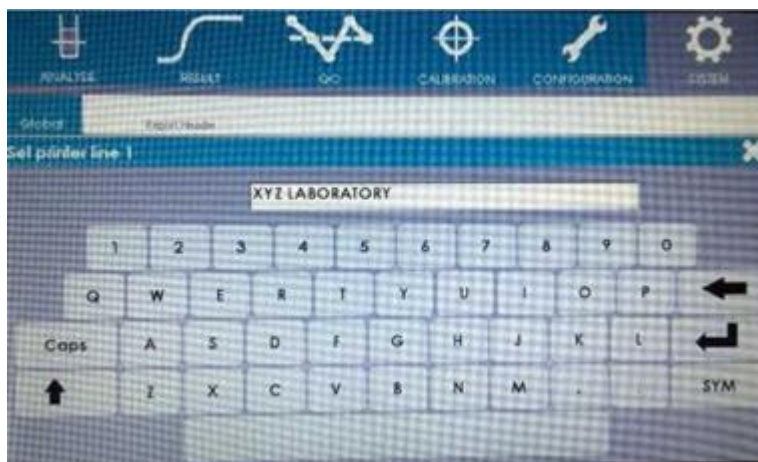 ANALYSE RESULT QC CALIBRATION CONFIGURATION SYSTEM
Global Report Header
Set printer line 1
XYZ LABORATORY
1 2 3 4 5 6 7 8 9 0
Q W E R T Y U I O P
Caps A S D F G H J K L
Z X C V B N M . SYM